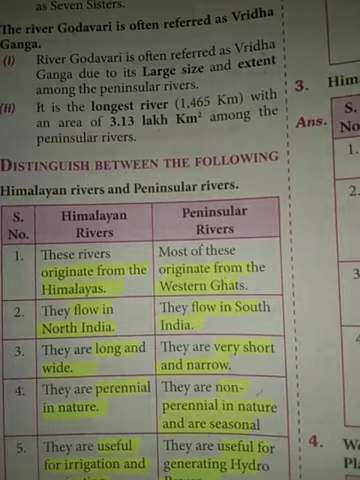 as Seven Sisters.
The river Godavari is often referred as Vridha
Ganga.
(I) River Godavari is often referred as Vridha
Ganga due to its Large size and extent
among the peninsular rivers.
(II) It is the longest river (1,465 Km) with
an area of 3.13 lakh Km² among the
peninsular rivers.
DISTINGUISH BETWEEN THE FOLLOWING
Himalayan rivers and Peninsular rivers.
S. No. Himalayan Rivers Peninsular Rivers
1. These rivers Most of these
originate from the originate from the
Himalayas. Western Ghats.
2. They flow in They flow in South
North India. India.
3. They are long and They are very short
wide. and narrow.
4. They are perennial They are non-
in nature. perennial in nature
and are seasonal
5. They are useful They are useful for
for irrigation and generating Hydro
3. Him
Ans. S.
No
1.
2.
3
4. We
Pl